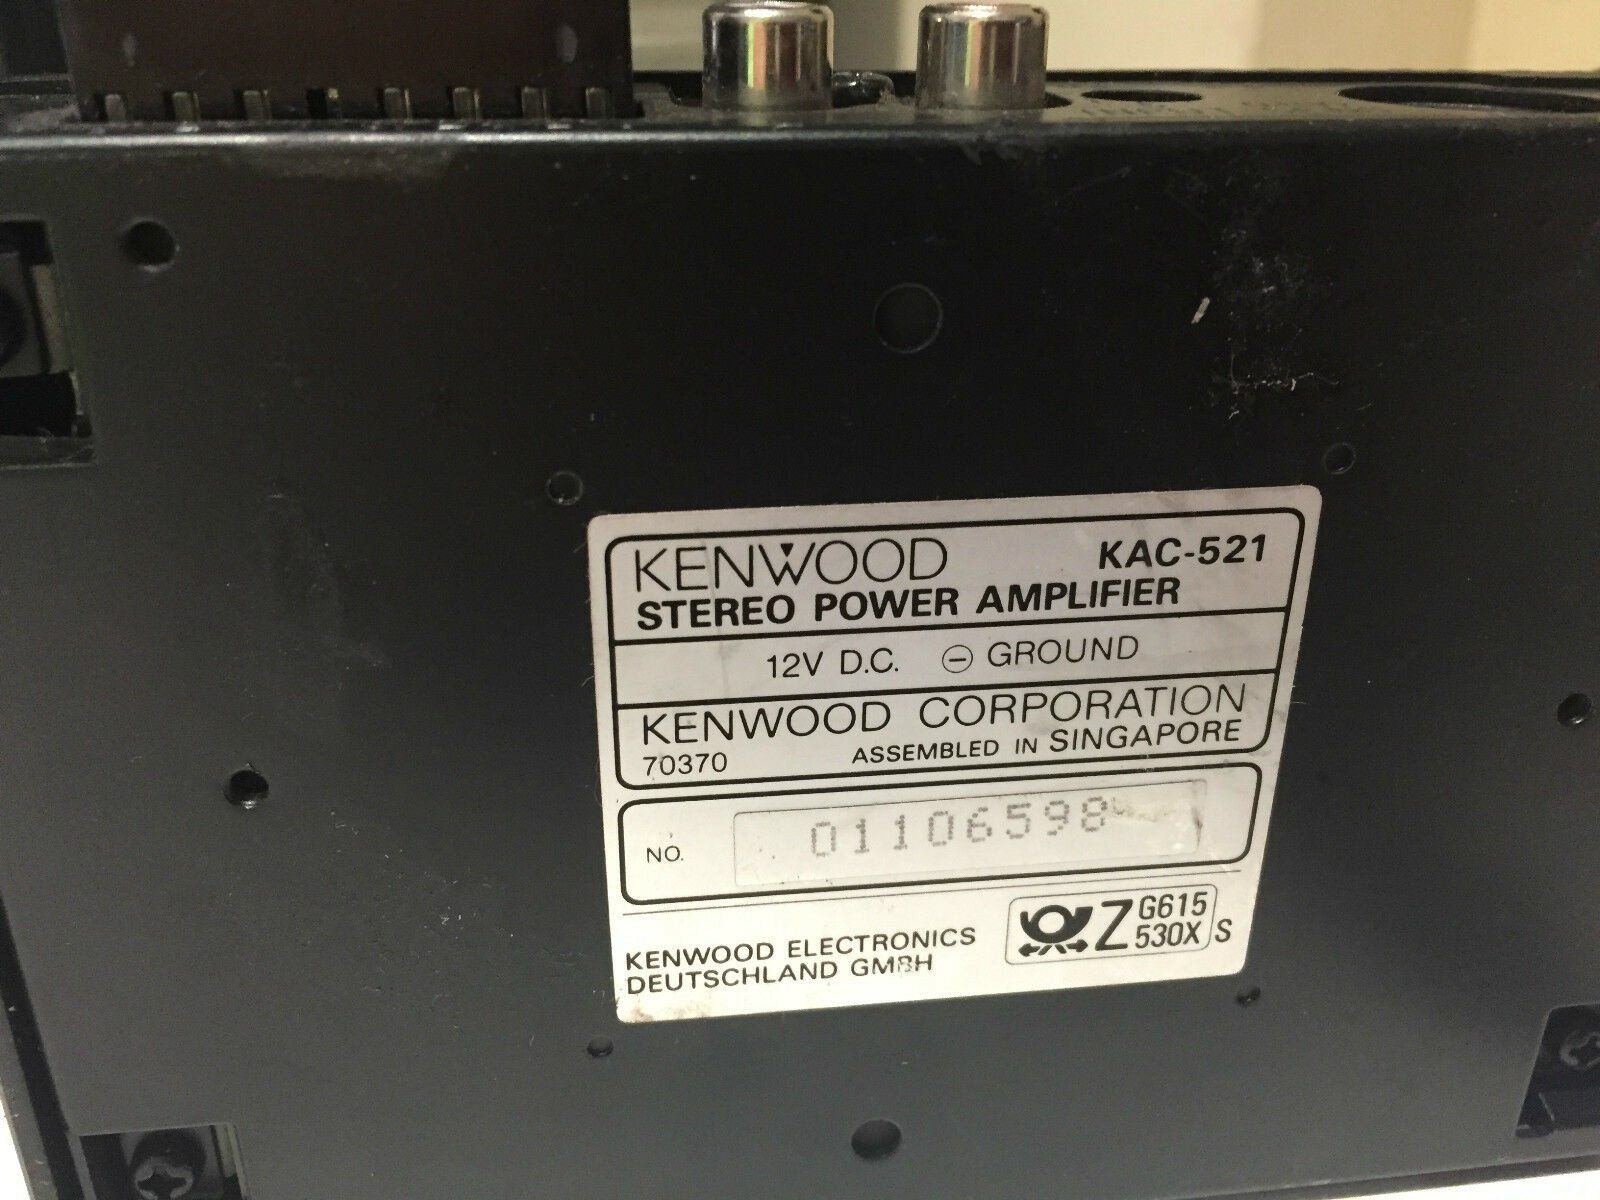 KENWOOD KAC-521
STEREO POWER AMPLIFIER
12V D.C. ⊖ GROUND
KENWOOD CORPORATION
70370 ASSEMBLED IN SINGAPORE
NO. 01106598
KENWOOD ELECTRONICS
DEUTSCHLAND GMBH
Z G615
530X S